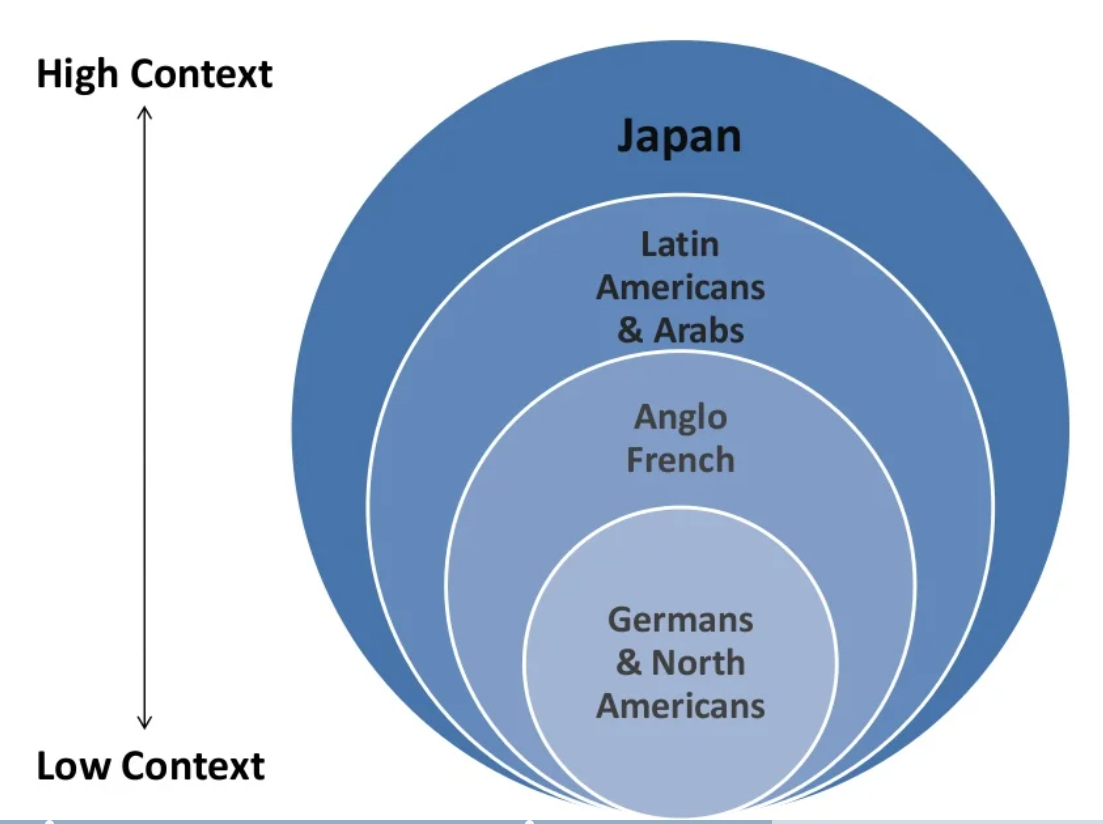 High Context
Japan
Latin
Americans
& Arabs
Anglo
French
Germans
& North
Americans
Low Context